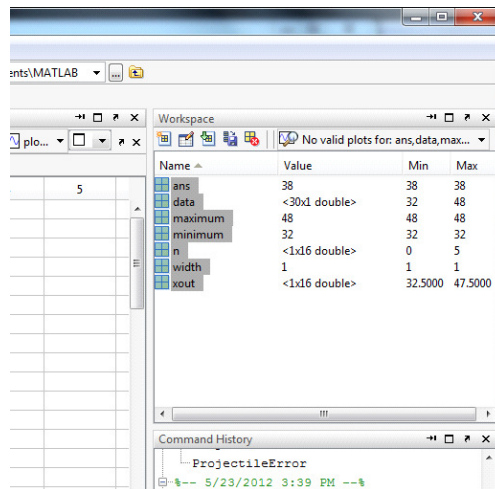 ents\MATLAB
plo...
5
Workspace
No valid plots for: ans,data,max...
Name Value Min Max
ans 38 38 38
data <30x1 double> 32 48
maximum 48 48 48
minimum 32 32 32
n <1x16 double> 0 5
width 1 1 1
xout <1x16 double> 32.5000 47.5000
Command History
ProjectileError
%-- 5/23/2012 3:39 PM --%